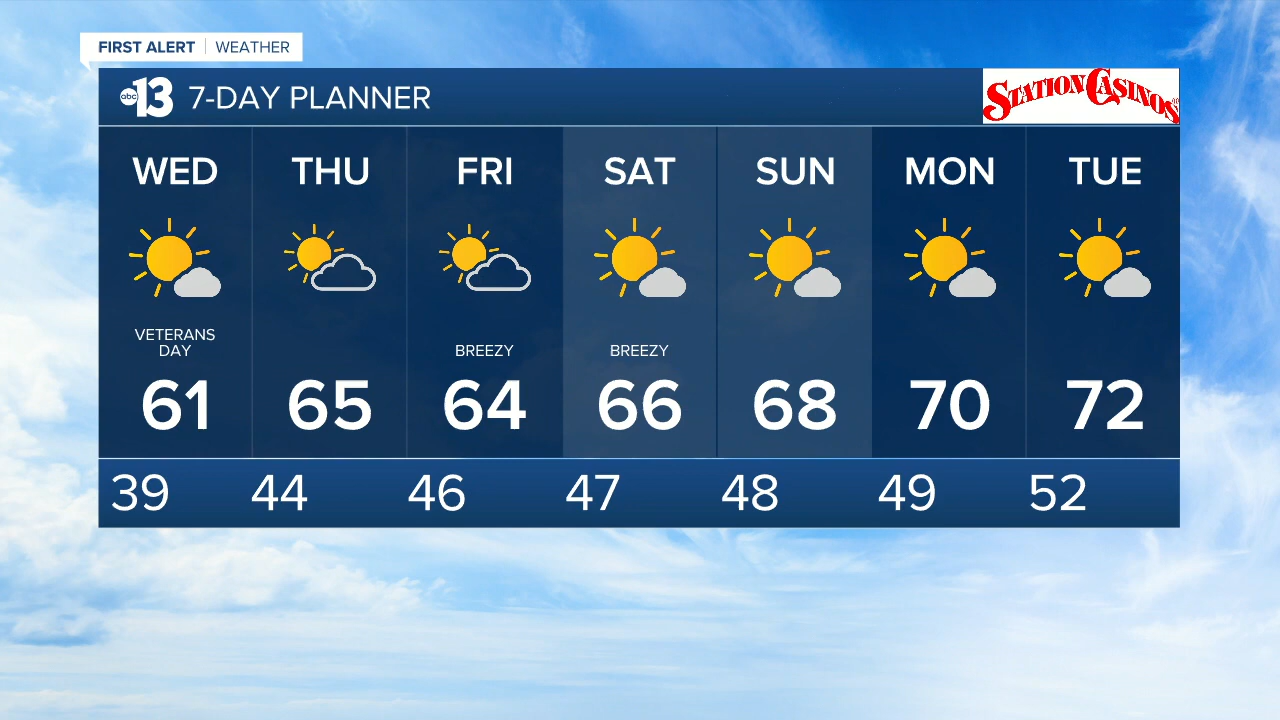 FIRST ALERT WEATHER
abc 13 7-DAY PLANNER
STATION CASINOS
WED THU FRI SAT SUN MON TUE
VETERANS
DAY BREEZY BREEZY
61 65 64 66 68 70 72
39 44 46 47 48 49 52